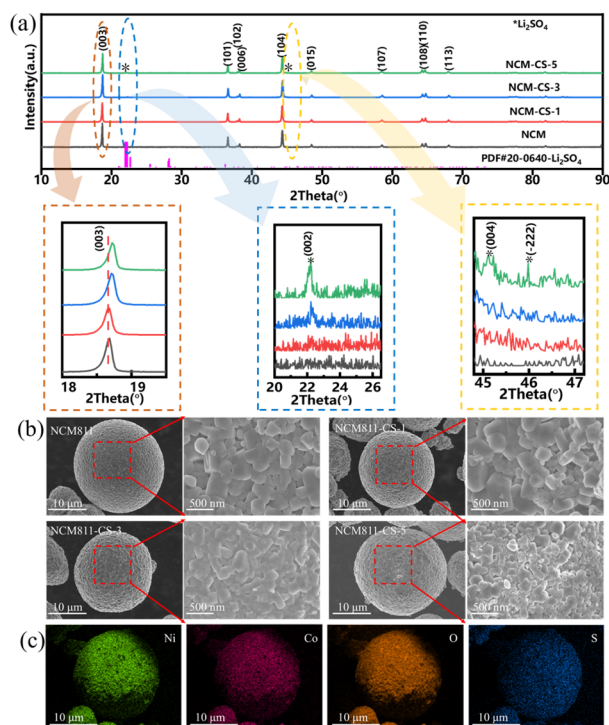 (a)
Intensity(a.u.)
*Li₂SO₄
(003)
*
(101)
(102)
(006)
(104)
*
(015)
(107)
(108)
(110)
(113)
NCM-CS-5
NCM-CS-3
NCM-CS-1
NCM
PDF#20-0640-Li₂SO₄
10 20 30 40 50 60 70 80 90
2Theta(°)
(003)
18 19
2Theta(°)
*(002)
20 22 24 26
2Theta(°)
*(004)
*(-222)
45 46 47
2Theta(°)
(b)
NCM811
10 μm
500 nm
NCM811-CS-1
10 μm
500 nm
NCM811-CS-3
10 μm
500 nm
NCM811-CS-5
10 μm
500 nm
(c)
Ni
10 μm
Co
10 μm
O
10 μm
S
10 μm